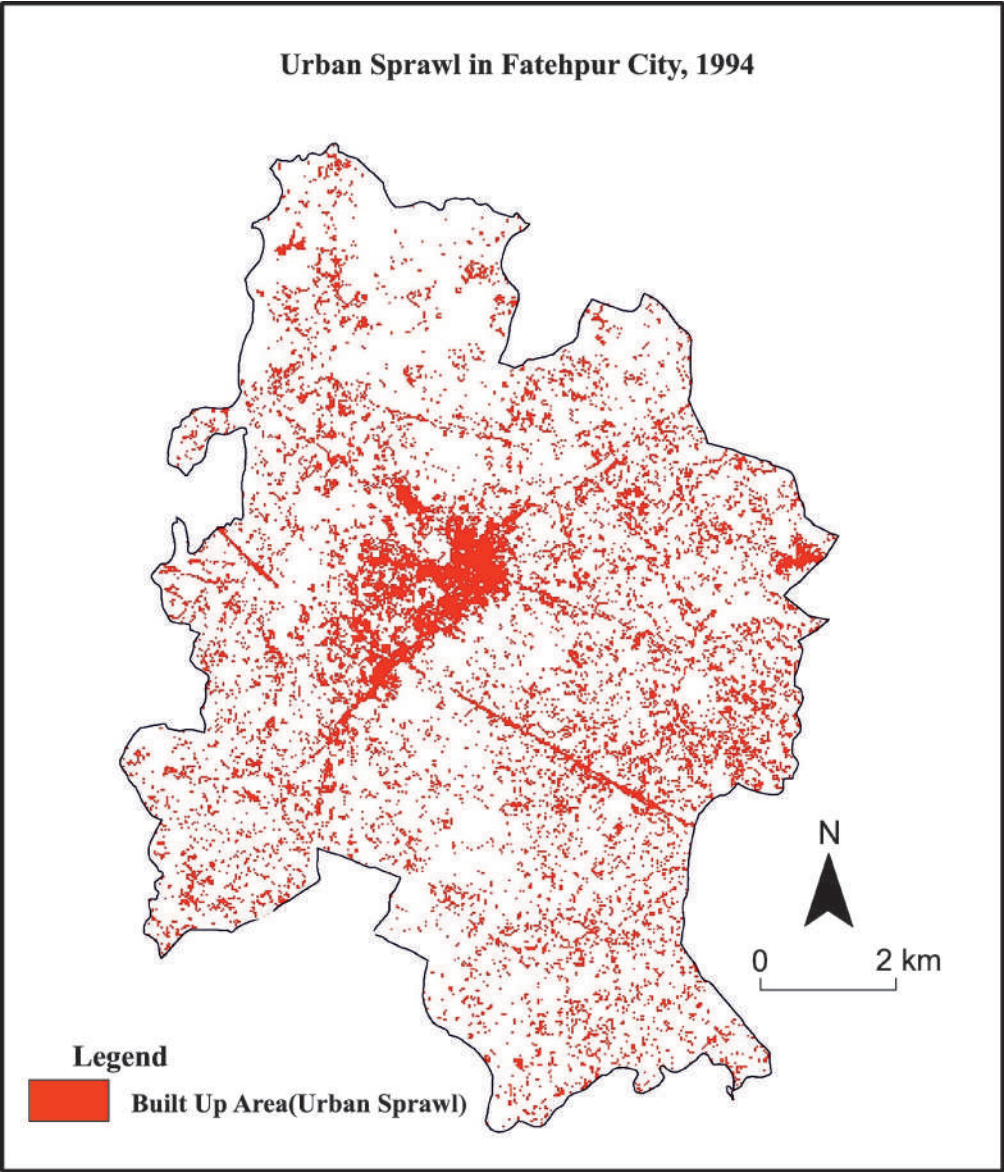 Urban Sprawl in Fatehpur City, 1994
N
0 2 km
Legend
Built Up Area(Urban Sprawl)